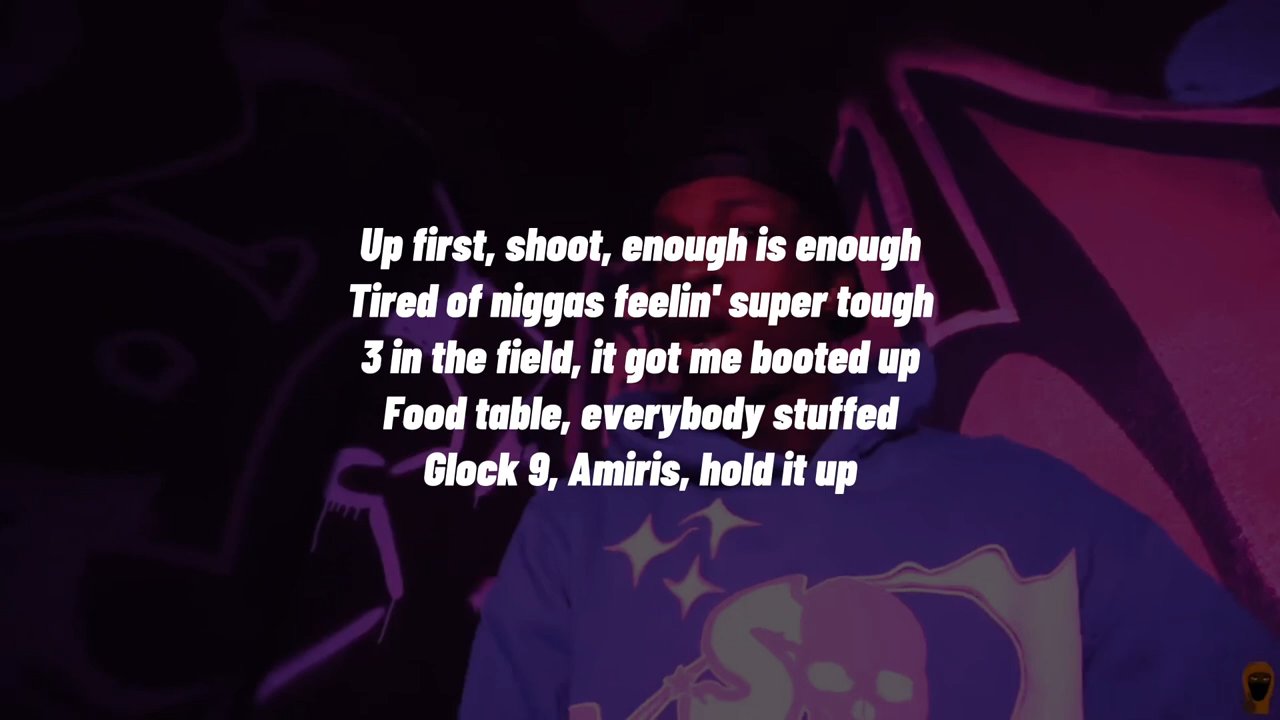 Up first, shoot, enough is enough
Tired of niggas feelin' super tough
3 in the field, it got me booted up
Food table, everybody stuffed
Glock 9, Amiris, hold it up